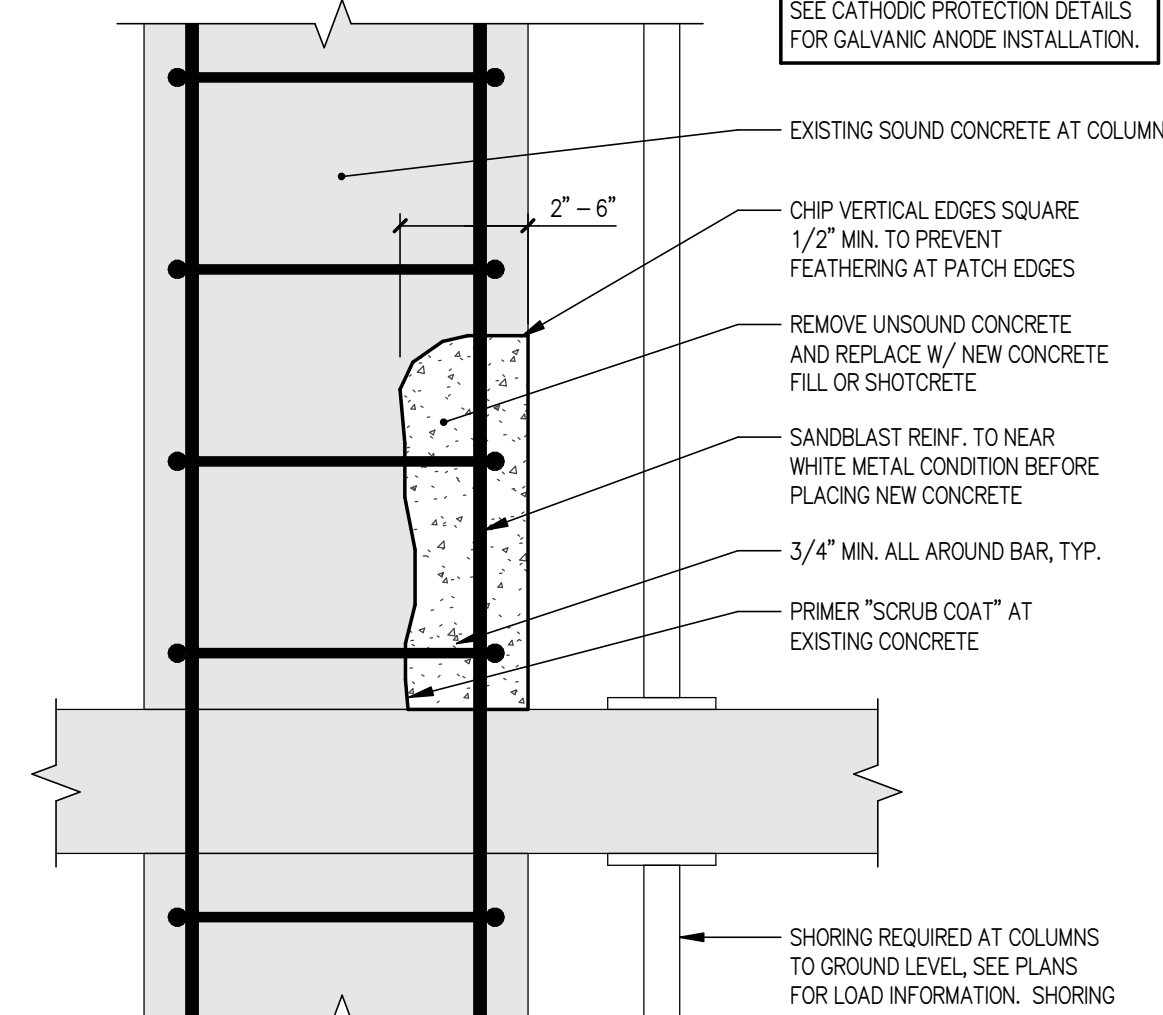 SEE CATHODIC PROTECTION DETAILS
FOR GALVANIC ANODE INSTALLATION.
EXISTING SOUND CONCRETE AT COLUMN
2” – 6”
CHIP VERTICAL EDGES SQUARE
1/2” MIN. TO PREVENT
FEATHERING AT PATCH EDGES
REMOVE UNSOUND CONCRETE
AND REPLACE W/ NEW CONCRETE
FILL OR SHOTCRETE
SANDBLAST REINF. TO NEAR
WHITE METAL CONDITION BEFORE
PLACING NEW CONCRETE
3/4” MIN. ALL AROUND BAR, TYP.
PRIMER ”SCRUB COAT” AT
EXISTING CONCRETE
SHORING REQUIRED AT COLUMNS
TO GROUND LEVEL, SEE PLANS
FOR LOAD INFORMATION. SHORING